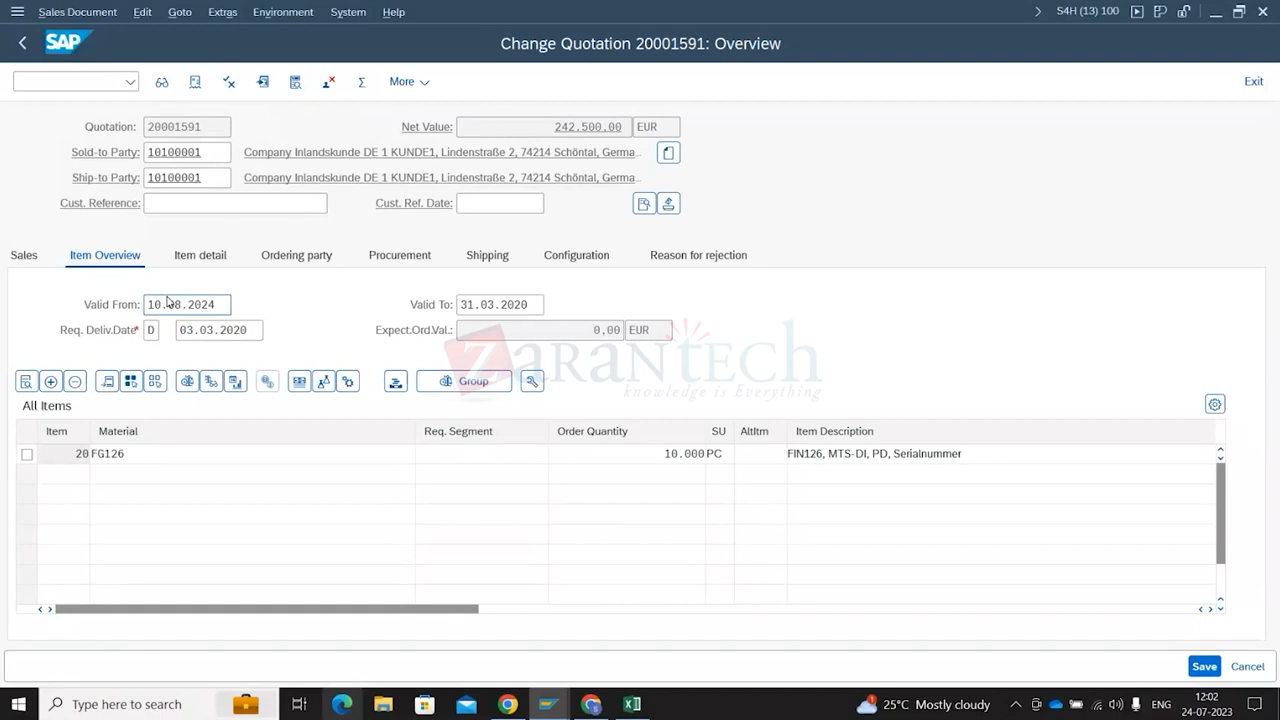 Sales Document Edit Goto Extras Environment System Help S4H (13) 100
SAP Change Quotation 20001591: Overview
More Exit
Quotation: 20001591 Net Value: 242.500,00 EUR
Sold-to Party: 10100001 Company Inlandskunde DE 1 KUNDE1, Lindenstraße 2, 74214 Schöntal, Germa...
Ship-to Party: 10100001 Company Inlandskunde DE 1 KUNDE1, Lindenstraße 2, 74214 Schöntal, Germa...
Cust. Reference: Cust. Ref. Date:
Sales Item Overview Item detail Ordering party Procurement Shipping Configuration Reason for rejection
Valid From: 10.08.2024 Valid To: 31.03.2020
Req. Deliv.Date* D 03.03.2020 Expect.Ord.Val.: 0,00 EUR
zarantech
knowledge is Everything
Group
All Items
Item Material Req. Segment Order Quantity SU AltItm Item Description
20 FG126 10.000 PC FIN126, MTS-DI, PD, Serialnummer
Save Cancel
Type here to search 25°C Mostly cloudy ENG 12:02
24-07-2023